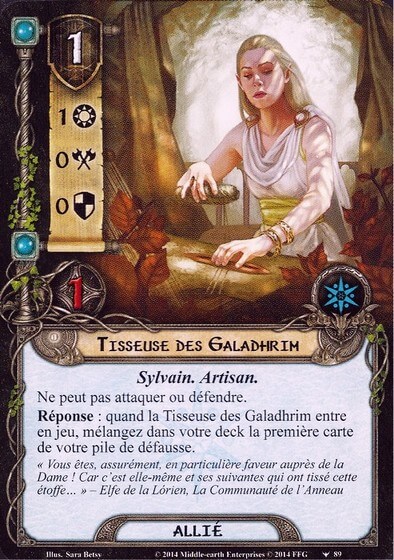 1
1
0
0
1
Tisseuse des Galadhrim
Sylvain. Artisan.
Ne peut pas attaquer ou défendre.
Réponse : quand la Tisseuse des Galadhrim entre
en jeu, mélangez dans votre deck la première carte
de votre pile de défausse.
« Vous êtes, assurément, en particulière faveur auprès de la
Dame ! Car c’est elle-même et ses suivantes qui ont tissé cette
étoffe... » – Elfe de la Lórien, La Communauté de l’Anneau
ALLIÉ
Illus. Sara Betsy © 2014 Middle-earth Enterprises © 2014 FFG 89